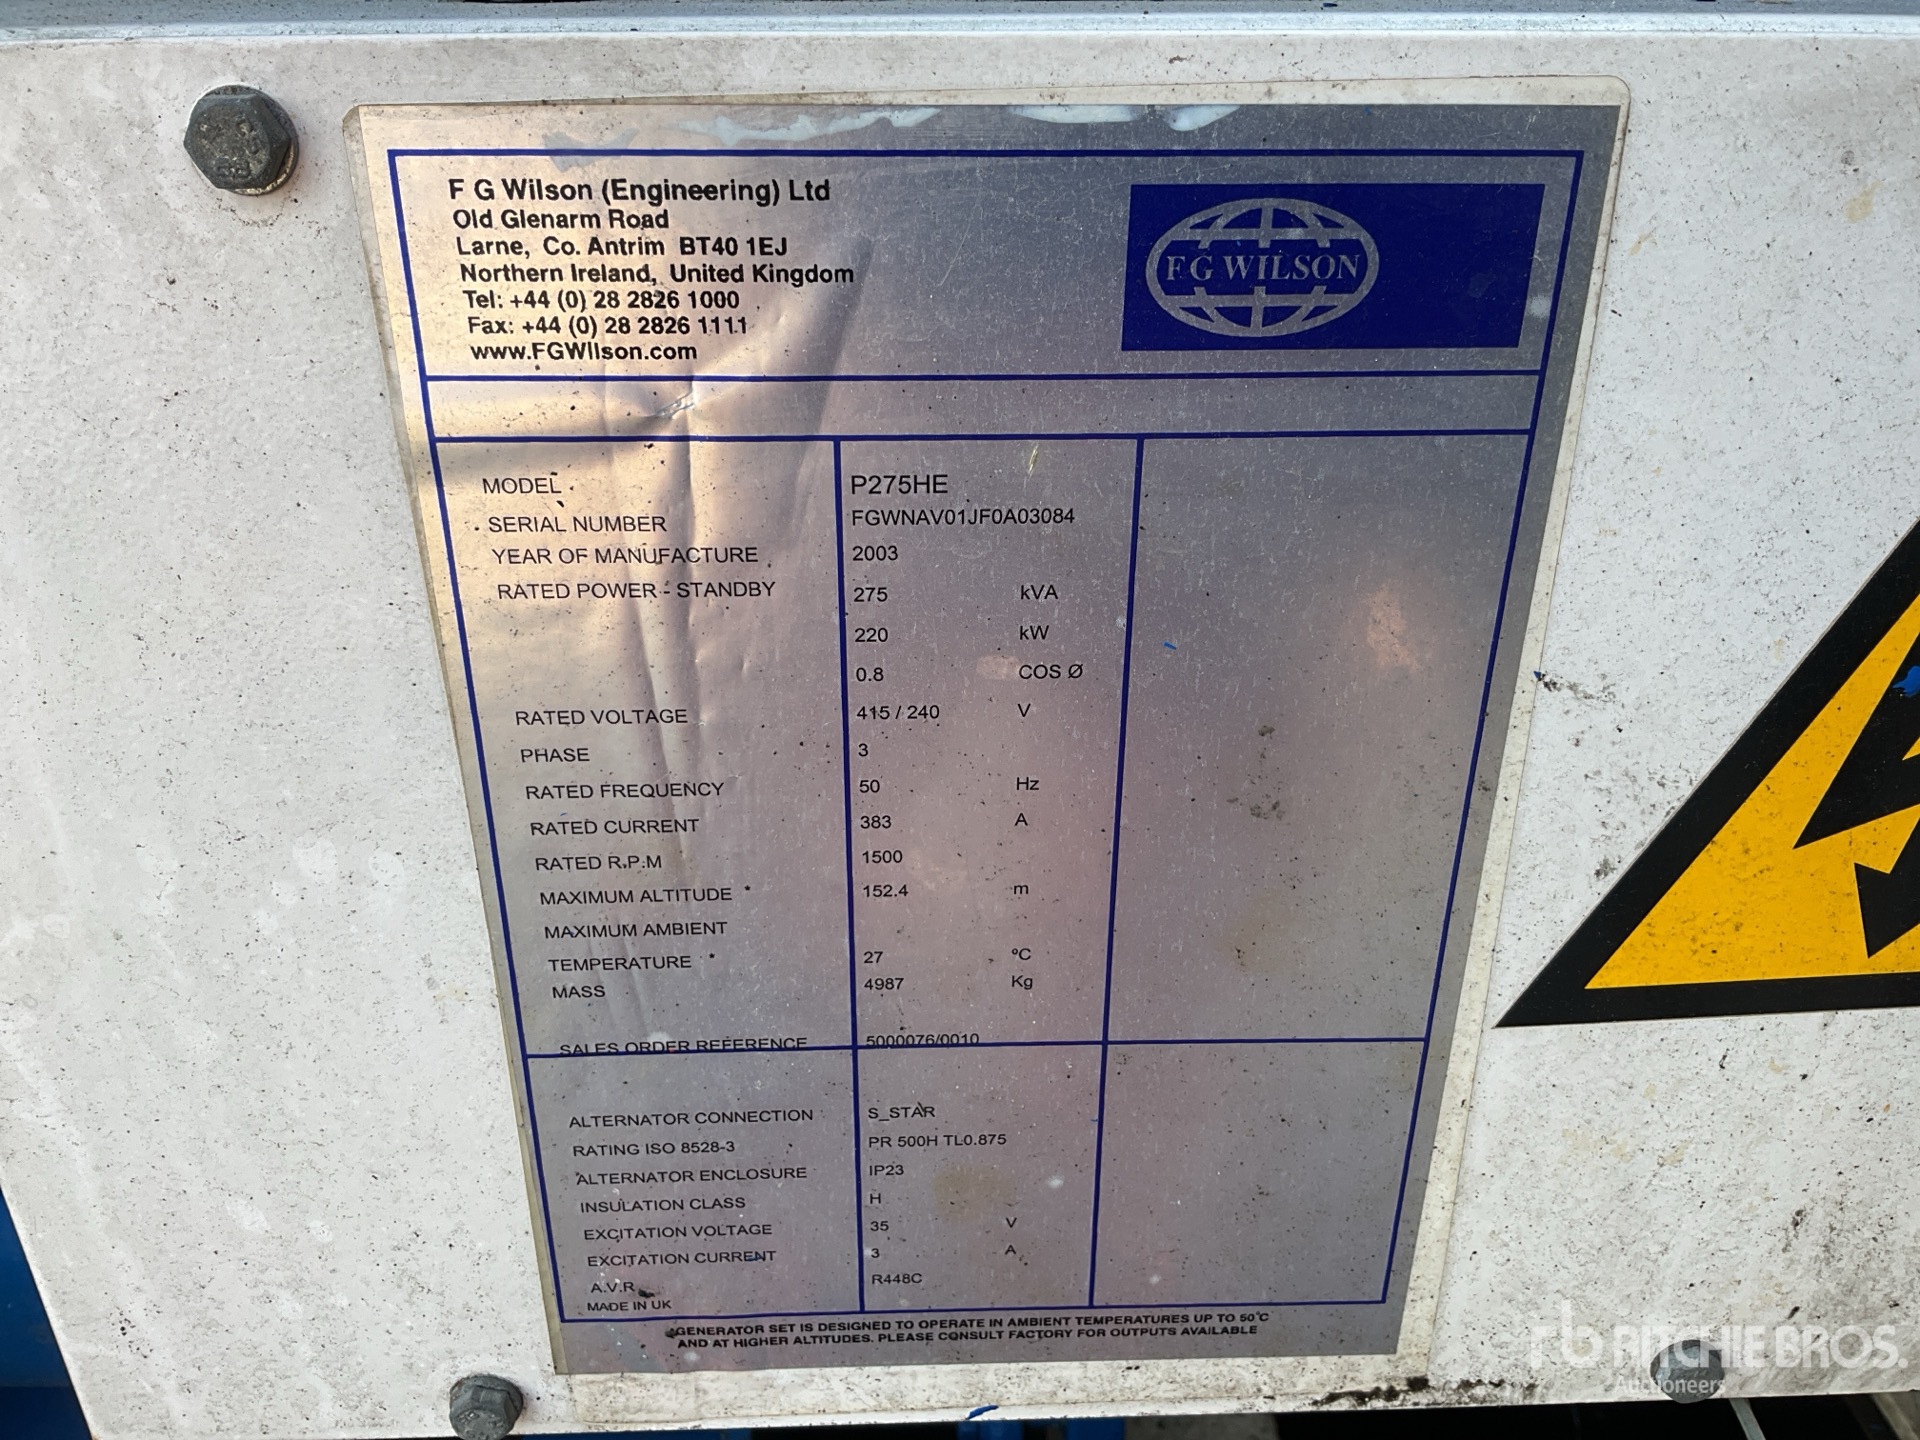 F G Wilson (Engineering) Ltd
Old Glenarm Road
Larne, Co. Antrim BT40 1EJ
Northern Ireland, United Kingdom
Tel: +44 (0) 28 2826 1000
Fax: +44 (0) 28 2826 1111
www.FGWilson.com
FG WILSON
MODEL P275HE
SERIAL NUMBER FGWNAV01JF0A03084
YEAR OF MANUFACTURE 2003
RATED POWER - STANDBY 275 kVA
220 kW
0.8 COS Ø
RATED VOLTAGE 415 / 240 V
PHASE 3
RATED FREQUENCY 50 Hz
RATED CURRENT 383 A
RATED R.P.M 1500
MAXIMUM ALTITUDE * 152.4 m
MAXIMUM AMBIENT
TEMPERATURE * 27 °C
MASS 4987 Kg
SALES ORDER REFERENCE 5000076/0010
ALTERNATOR CONNECTION S_STAR
RATING ISO 8528-3 PR 500H TL0.875
ALTERNATOR ENCLOSURE IP23
INSULATION CLASS H
EXCITATION VOLTAGE 35 V
EXCITATION CURRENT 3 A
A.V.R. R448C
MADE IN UK
*GENERATOR SET IS DESIGNED TO OPERATE IN AMBIENT TEMPERATURES UP TO 50°C
AND AT HIGHER ALTITUDES. PLEASE CONSULT FACTORY FOR OUTPUTS AVAILABLE
rb RITCHIE BROS.
Auctioneers